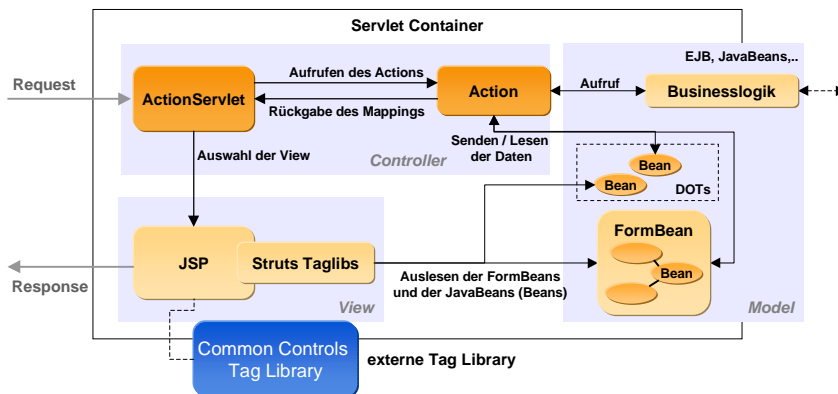 Servlet Container
EJB, JavaBeans,..
Request
ActionServlet
Aufrufen des Actions
Rückgabe des Mappings
Action
Aufruf
Businesslogik
Auswahl der View
Controller
Senden / Lesen
der Daten
Bean
Bean
DOTs
JSP
Struts Taglibs
FormBean
Bean
Response
Auslesen der FormBeans
und der JavaBeans (Beans)
View
Model
Common Controls
Tag Library
externe Tag Library